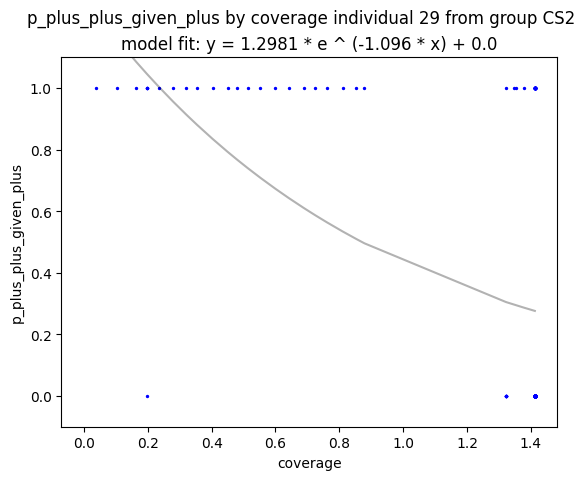 p_plus_plus_given_plus by coverage individual 29 from group CS2
model fit: y = 1.2981 * e ^ (-1.096 * x) + 0.0
1.0
0.8
0.6
0.4
0.2
0.0
p_plus_plus_given_plus
0.0 0.2 0.4 0.6 0.8 1.0 1.2 1.4
coverage